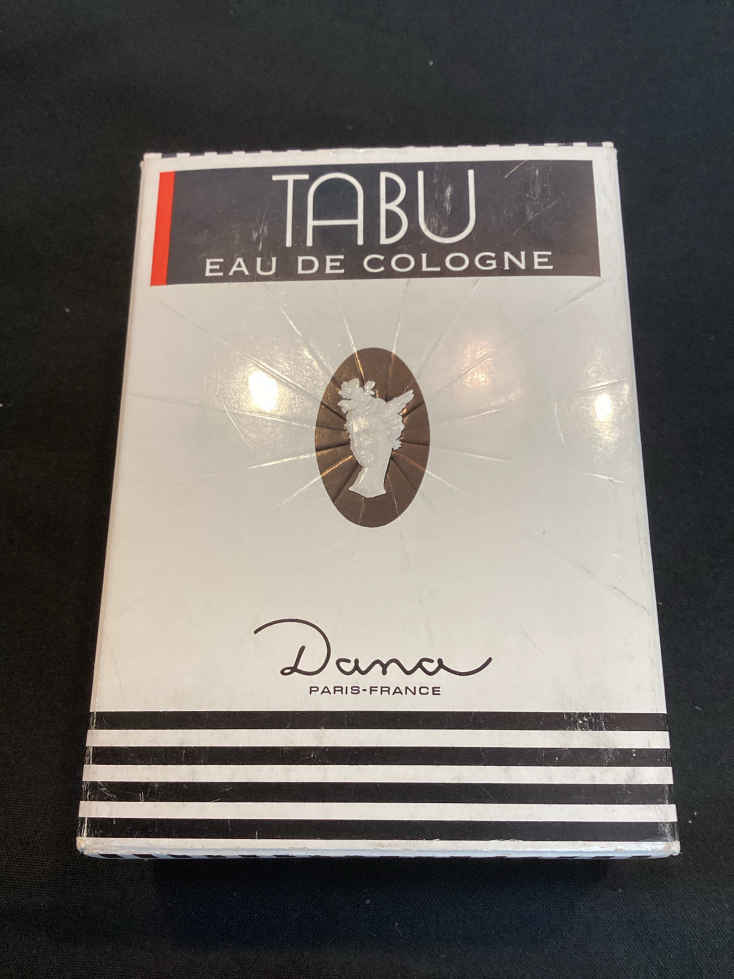 TABU
EAU DE COLOGNE
Dana
PARIS-FRANCE